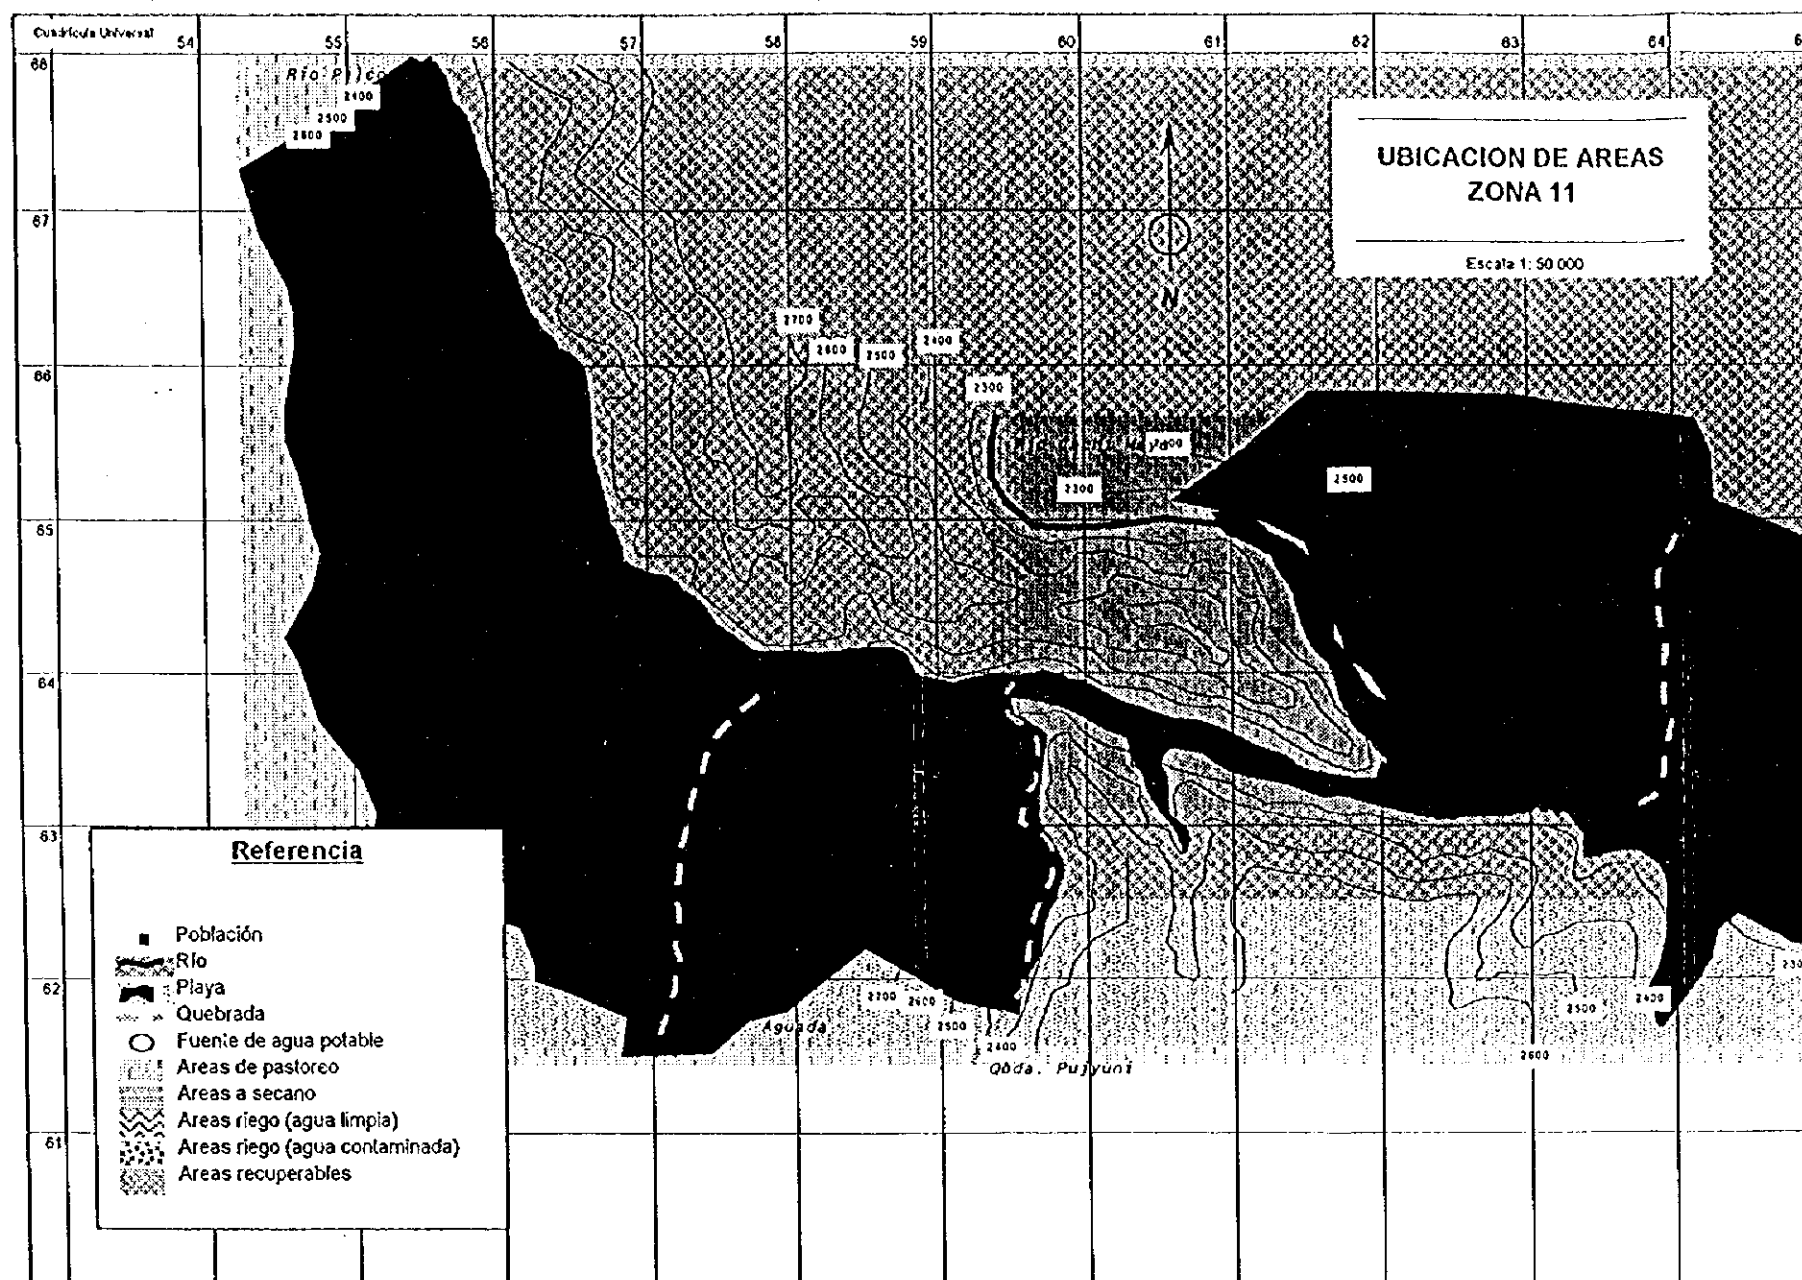 Cuadrícula Universal
54 55 56 57 58 59 60 61 62 63 64
68
2400
2500
2600
UBICACION DE AREAS
ZONA 11
Escala 1: 50 000
N
67
2700
2600
2500
2400
2300
66
2300
2500
65
64
63
Referencia
Población
Río
Playa
Quebrada
Fuente de agua potable
Areas de pastoreo
Areas a secano
Areas riego (agua limpia)
Areas riego (agua contaminada)
Areas recuperables
62
2700
2600
2500
2400
2500
2400
2600
Aguada
Qbda. Pujyuni
61